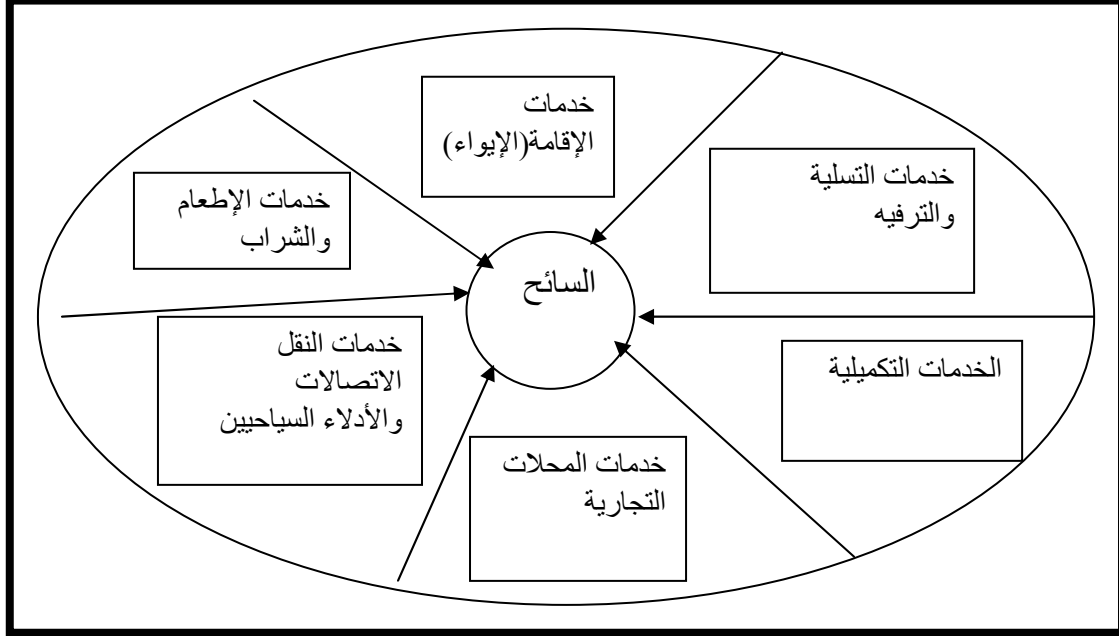 خدمات
الإقامة(الإيواء)
خدمات التسلية
والترفيه
خدمات الإطعام
والشراب
السائح
خدمات النقل
الاتصالات
والأدلاء السياحيين
الخدمات التكميلية
خدمات المحلات
التجارية